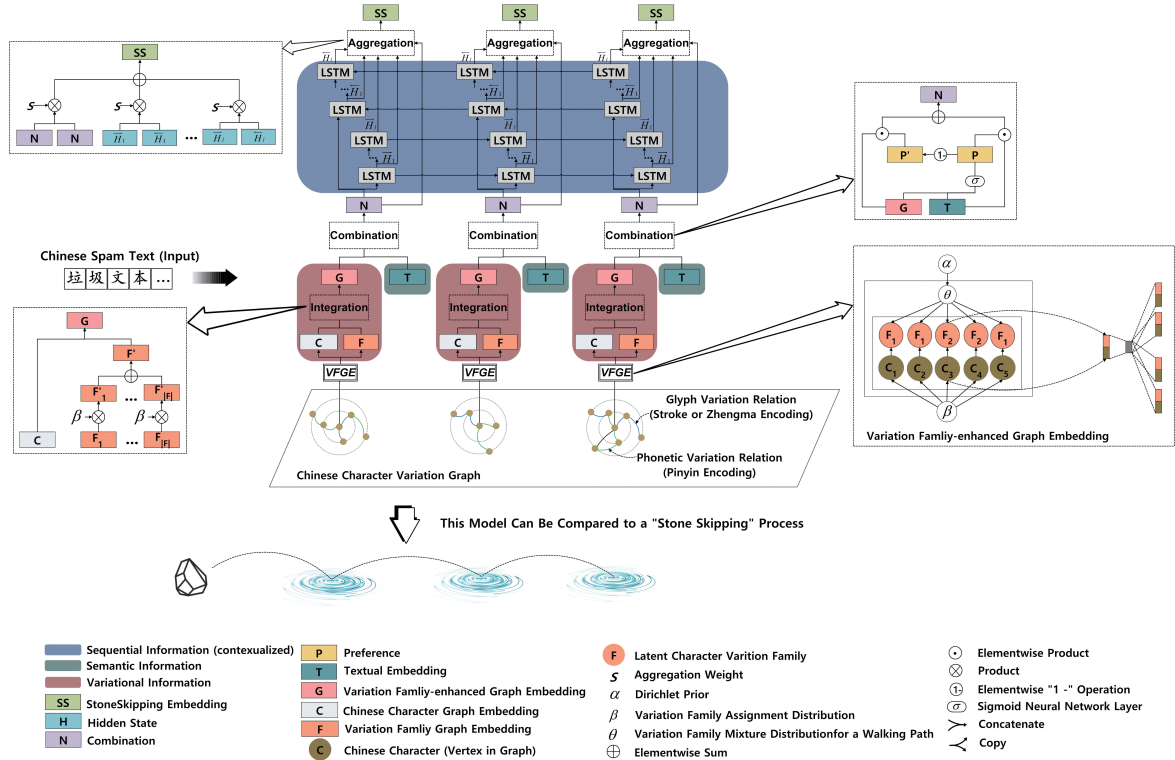 SS SS SS
Aggregation Aggregation Aggregation
SS
LSTM LSTM LSTM
S S S
LSTM LSTM LSTM
N N H̅₁ H̅₁ ... H̅ₗ H̅ₗ
LSTM LSTM LSTM
LSTM LSTM LSTM
N N N
Combination Combination Combination
N
P' 1- P
σ
G T
Chinese Spam Text (Input)
垃 圾 文 本 ...
G T G T G T
Integration Integration Integration
C F C F C F
VFGE VFGE VFGE
G
F'
F'₁ ... F'|F|
β β
C F₁ ... F|F|
α
θ
F₁ F₁ F₂ F₂ F₁
C₁ C₂ C₃ C₄ C₅
β
Variation Famliy-enhanced Graph Embedding
Glyph Variation Relation
(Stroke or Zhengma Encoding)
Phonetic Variation Relation
(Pinyin Encoding)
Chinese Character Variation Graph
This Model Can Be Compared to a "Stone Skipping" Process
Sequential Information (contexualized)
Semantic Information
Variational Information
SS StoneSkipping Embedding
H Hidden State
N Combination
P Preference
T Textual Embedding
G Variation Famliy-enhanced Graph Embedding
C Chinese Character Graph Embedding
F Variation Famliy Graph Embedding
C Chinese Character (Vertex in Graph)
F Latent Character Varition Family
S Aggregation Weight
α Dirichlet Prior
β Variation Family Assignment Distribution
θ Variation Family Mixture Distributionfor a Walking Path
⊕ Elementwise Sum
⊙ Elementwise Product
⊗ Product
1- Elementwise "1 -" Operation
σ Sigmoid Neural Network Layer
Concatenate
Copy